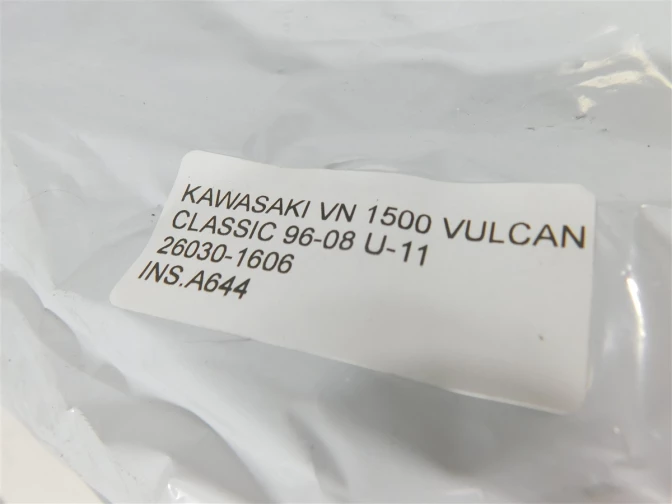 KAWASAKI VN 1500 VULCAN
CLASSIC 96-08 U-11
26030-1606
INS.A644